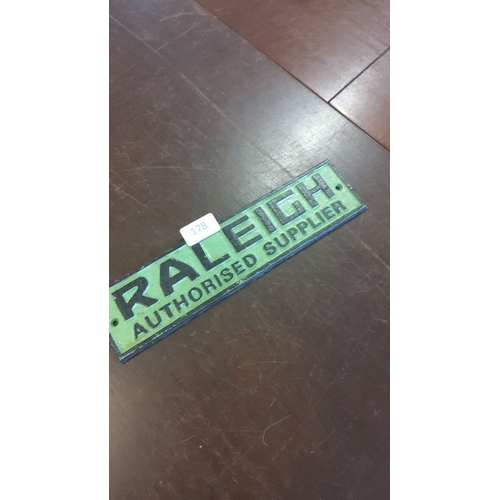 178
RALEIGH
AUTHORISED SUPPLIER